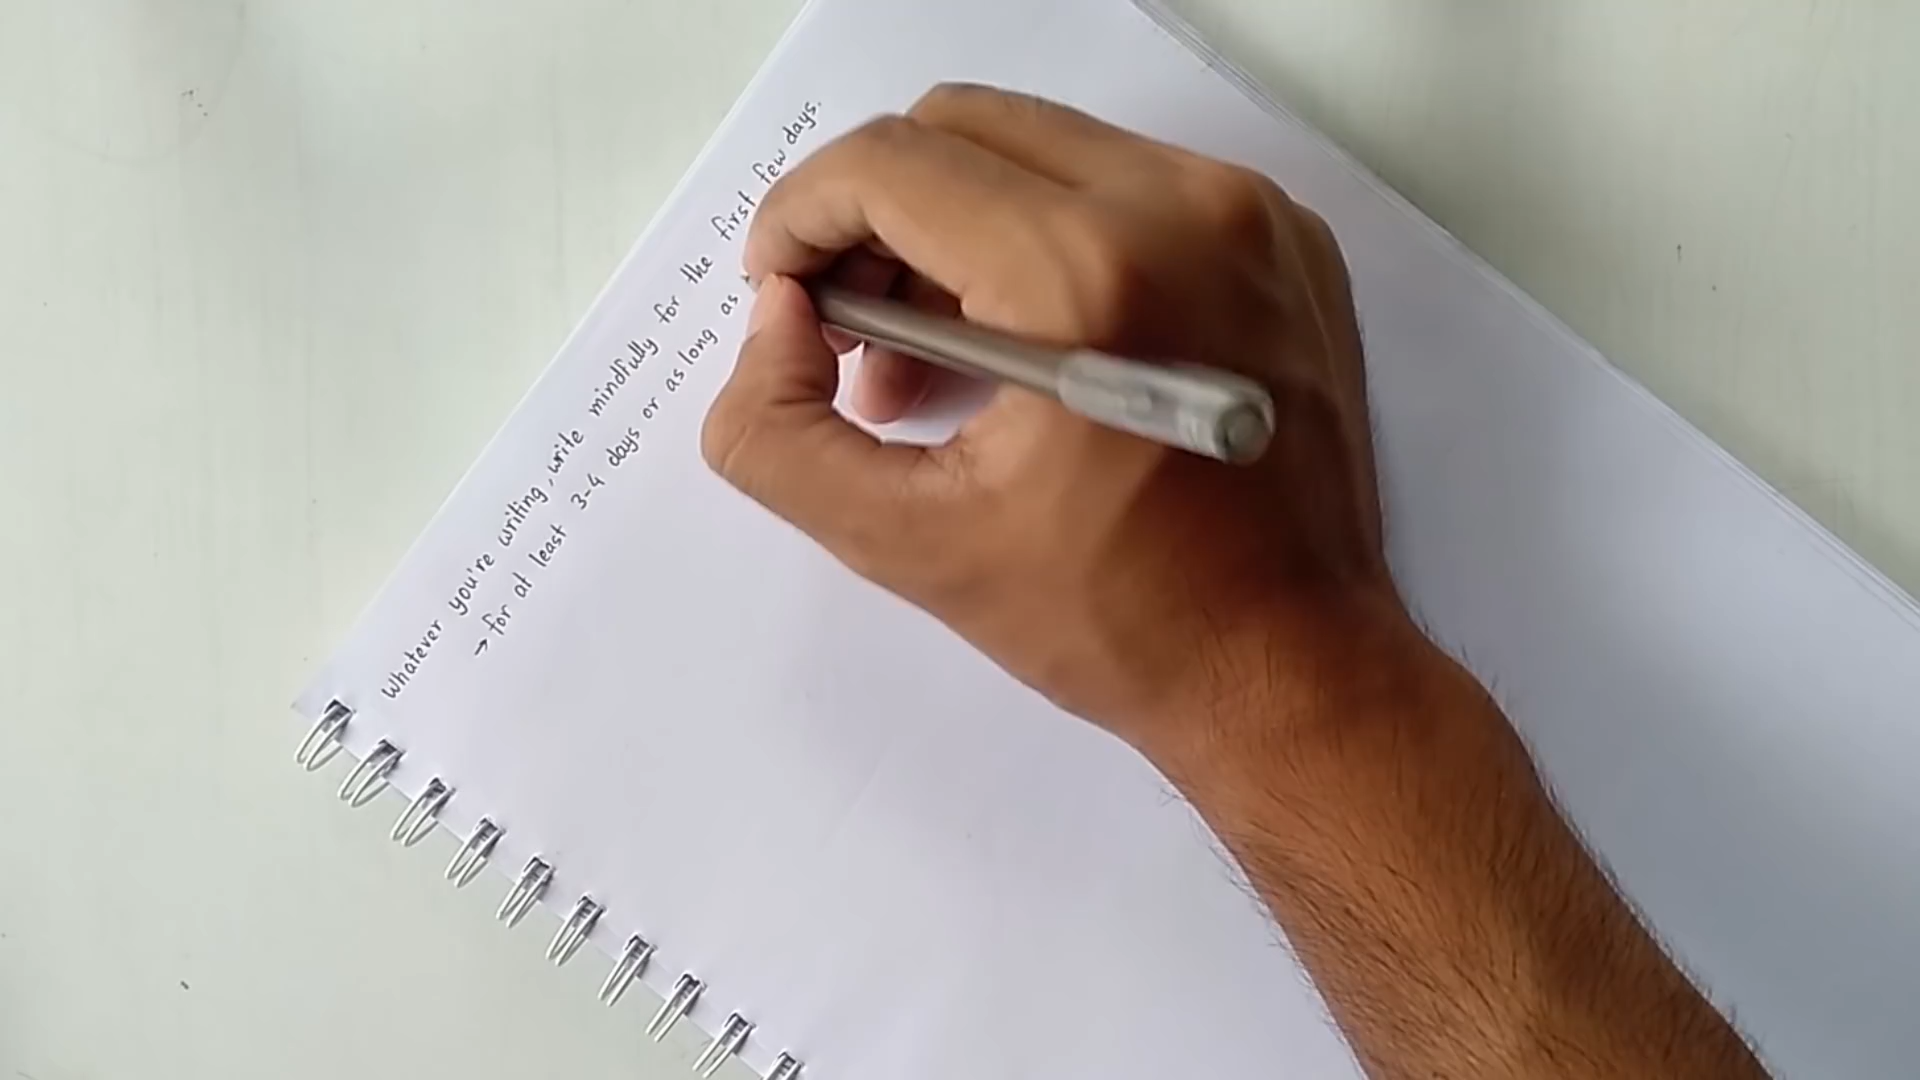 Whatever you're writing, write mindfully for the first few days.
→ for at least 3-4 days or as long as